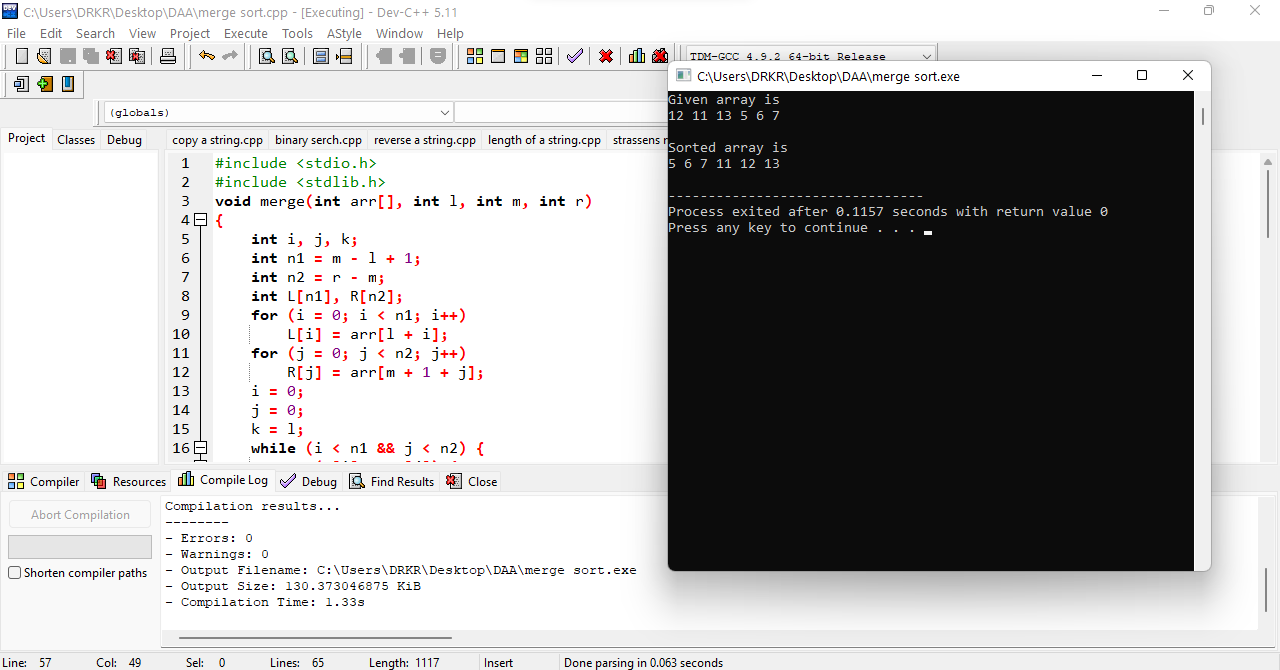 C:\Users\DRKR\Desktop\DAA\merge sort.cpp - [Executing] - Dev-C++ 5.11
File Edit Search View Project Execute Tools AStyle Window Help
TDM-GCC 4.9.2 64-bit Release
(globals)
Project Classes Debug
copy a string.cpp binary serch.cpp reverse a string.cpp length of a string.cpp strassens
1 #include <stdio.h>
2 #include <stdlib.h>
3 void merge(int arr[], int l, int m, int r)
4 {
5 int i, j, k;
6 int n1 = m - l + 1;
7 int n2 = r - m;
8 int L[n1], R[n2];
9 for (i = 0; i < n1; i++)
10 L[i] = arr[l + i];
11 for (j = 0; j < n2; j++)
12 R[j] = arr[m + 1 + j];
13 i = 0;
14 j = 0;
15 k = l;
16 while (i < n1 && j < n2) {
C:\Users\DRKR\Desktop\DAA\merge sort.exe
Given array is
12 11 13 5 6 7
Sorted array is
5 6 7 11 12 13
--------------------------------
Process exited after 0.1157 seconds with return value 0
Press any key to continue . . .
Compiler Resources Compile Log Debug Find Results Close
Abort Compilation
Shorten compiler paths
Compilation results...
--------
- Errors: 0
- Warnings: 0
- Output Filename: C:\Users\DRKR\Desktop\DAA\merge sort.exe
- Output Size: 130.373046875 KiB
- Compilation Time: 1.33s
Line: 57 Col: 49 Sel: 0 Lines: 65 Length: 1117 Insert Done parsing in 0.063 seconds